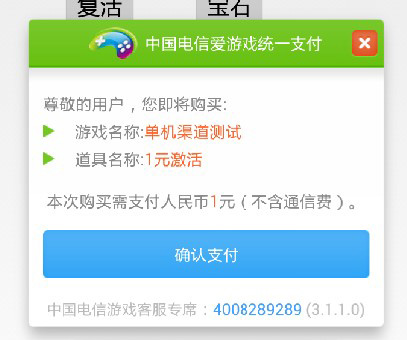 复活 宝石
中国电信爱游戏统一支付
尊敬的用户，您即将购买:
游戏名称:单机渠道测试
道具名称:1元激活
本次购买需支付人民币1元（不含通信费）。
确认支付
中国电信游戏客服专席：4008289289 (3.1.1.0)